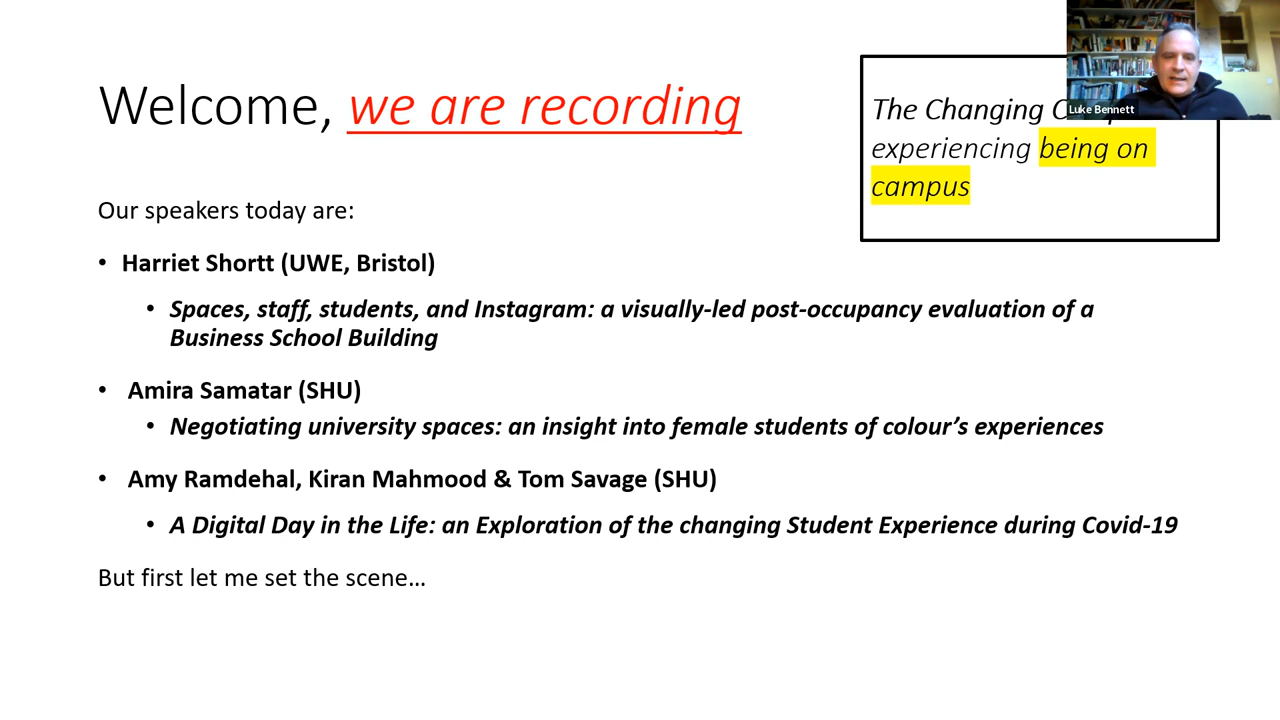 Welcome, we are recording
The Changing
experiencing being on
campus
Luke Bennett
Our speakers today are:
• Harriet Shortt (UWE, Bristol)
• Spaces, staff, students, and Instagram: a visually-led post-occupancy evaluation of a
Business School Building
• Amira Samatar (SHU)
• Negotiating university spaces: an insight into female students of colour’s experiences
• Amy Ramdehal, Kiran Mahmood & Tom Savage (SHU)
• A Digital Day in the Life: an Exploration of the changing Student Experience during Covid-19
But first let me set the scene…